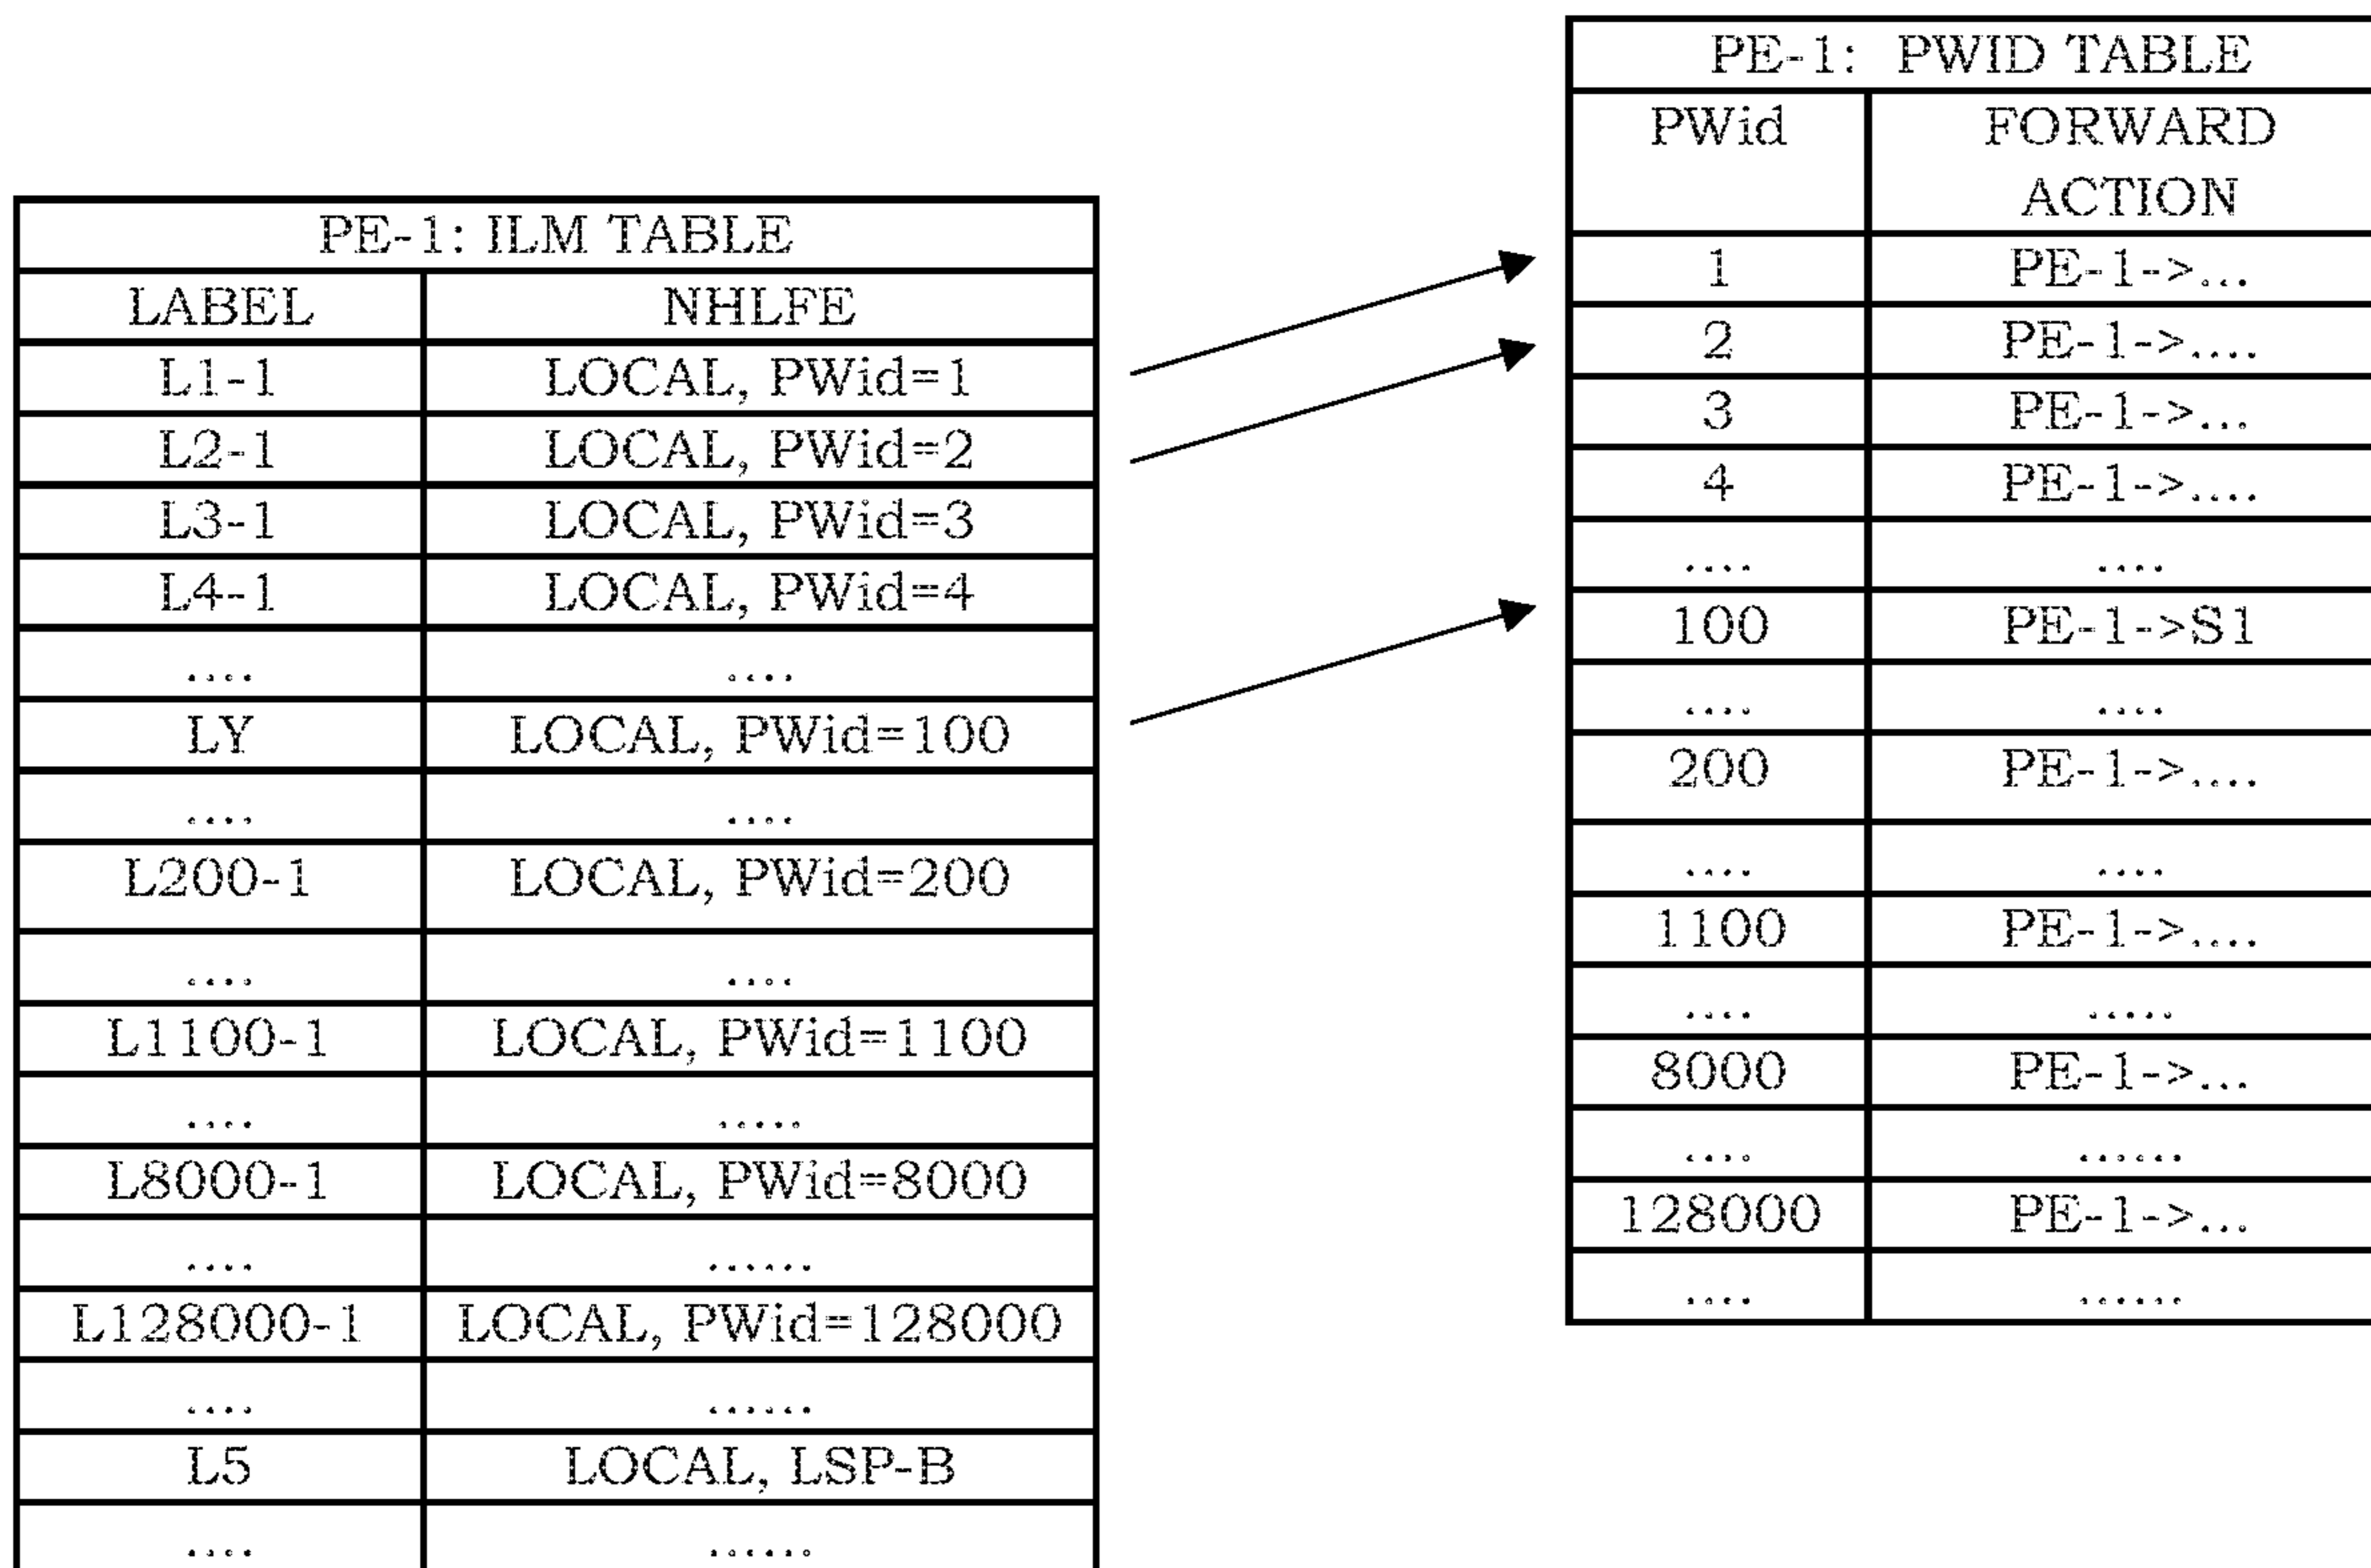 PE-1: ILM TABLE
LABEL NHLFE
L1-1 LOCAL, PWid=1
L2-1 LOCAL, PWid=2
L3-1 LOCAL, PWid=3
L4-1 LOCAL, PWid=4
.... ....
LY LOCAL, PWid=100
.... ....
L200-1 LOCAL, PWid=200
.... ....
L1100-1 LOCAL, PWid=1100
.... .....
L8000-1 LOCAL, PWid=8000
.... ......
L128000-1 LOCAL, PWid=128000
.... ......
L5 LOCAL, LSP-B
.... ......
PE-1: PWID TABLE
PWid FORWARD
ACTION
1 PE-1->...
2 PE-1->....
3 PE-1->...
4 PE-1->....
.... ....
100 PE-1->S1
.... ....
200 PE-1->....
.... ....
1100 PE-1->....
.... .....
8000 PE-1->...
.... ......
128000 PE-1->...
.... ......